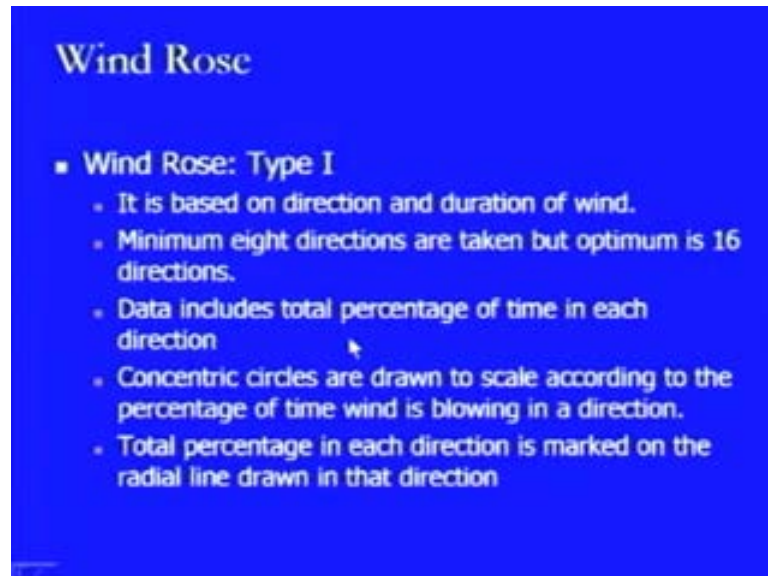 Wind Rose
Wind Rose: Type I
It is based on direction and duration of wind.
Minimum eight directions are taken but optimum is 16
directions.
Data includes total percentage of time in each
direction
Concentric circles are drawn to scale according to the
percentage of time wind is blowing in a direction.
Total percentage in each direction is marked on the
radial line drawn in that direction